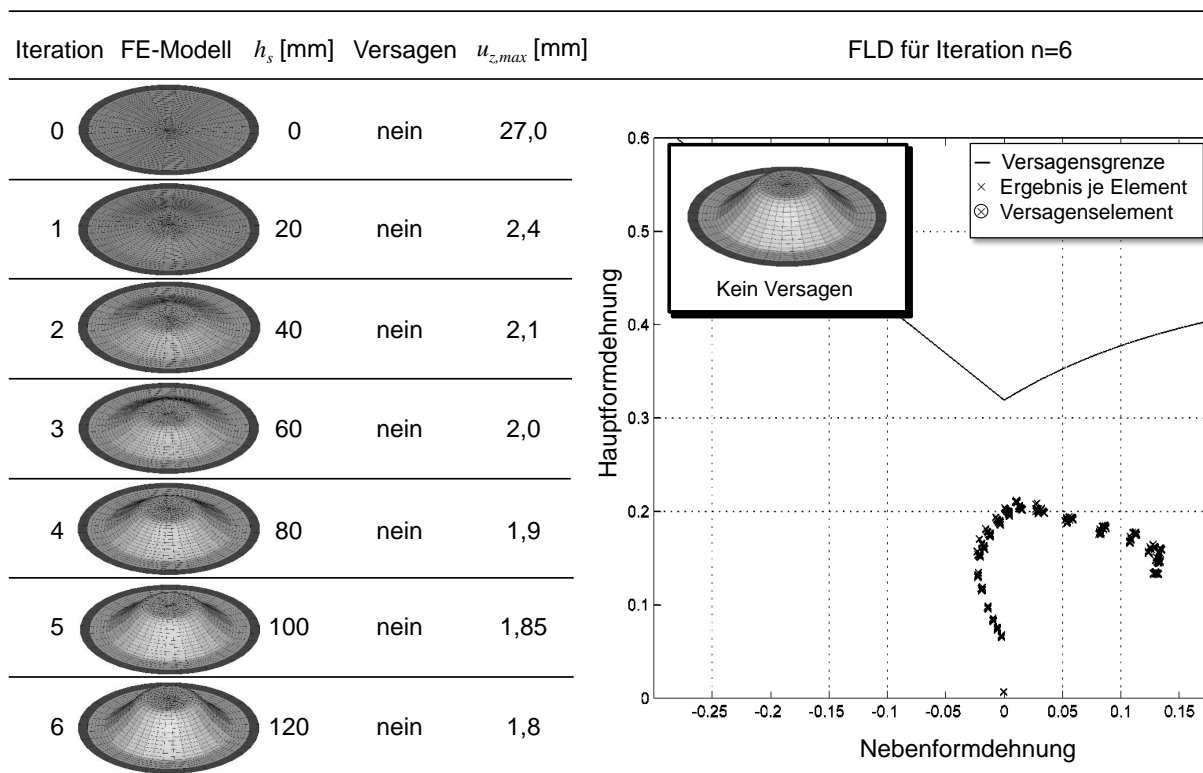 Iteration FE-Modell h_s [mm] Versagen u_z,max [mm] FLD für Iteration n=6
0 0 nein 27,0
1 20 nein 2,4
2 40 nein 2,1
3 60 nein 2,0
4 80 nein 1,9
5 100 nein 1,85
6 120 nein 1,8
Kein Versagen
Versagensgrenze
Ergebnis je Element
Versagenselement
Hauptformdehnung
0.6
0.5
0.4
0.3
0.2
0.1
0
-0.25 -0.2 -0.15 -0.1 -0.05 0 0.05 0.1 0.15
Nebenformdehnung